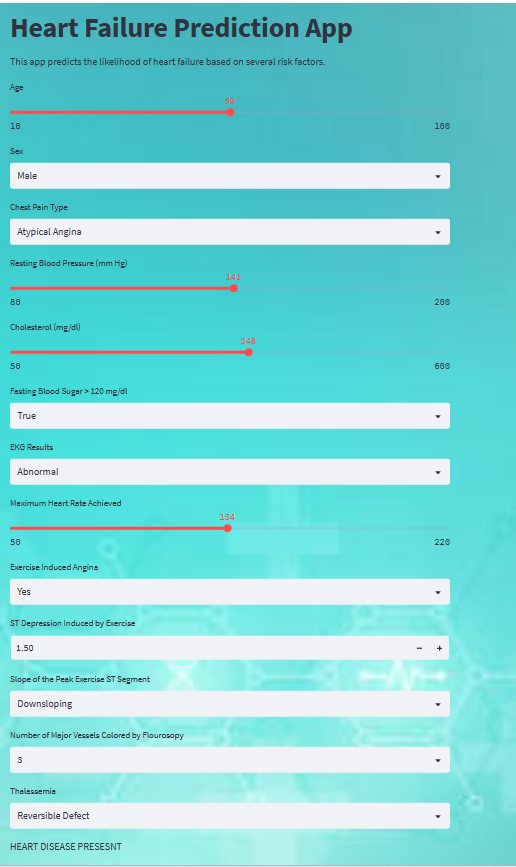 Heart Failure Prediction App
This app predicts the likelihood of heart failure based on several risk factors.
Age
59
18 100
Sex
Male
Chest Pain Type
Atypical Angina
Resting Blood Pressure (mm Hg)
141
80 200
Cholesterol (mg/dl)
348
50 600
Fasting Blood Sugar > 120 mg/dl
True
EKG Results
Abnormal
Maximum Heart Rate Achieved
134
50 220
Exercise Induced Angina
Yes
ST Depression Induced by Exercise
1.50 − +
Slope of the Peak Exercise ST Segment
Downsloping
Number of Major Vessels Colored by Flourosopy
3
Thalassemia
Reversible Defect
HEART DISEASE PRESESNT